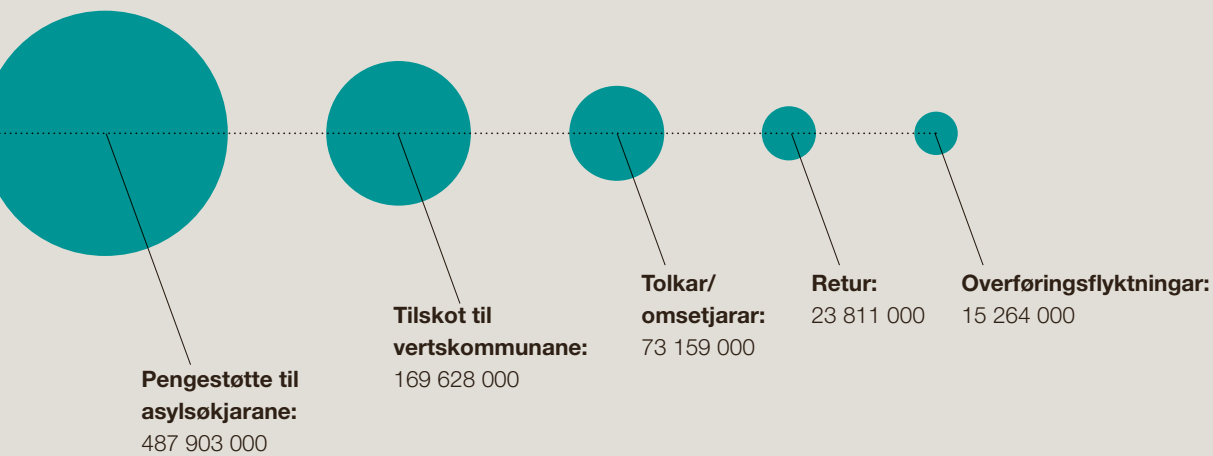 Pengestøtte til
asylsøkjarane:
487 903 000
Tilskot til
vertskommunane:
169 628 000
Tolkar/
omsetjarar:
73 159 000
Retur:
23 811 000
Overføringsflyktningar:
15 264 000